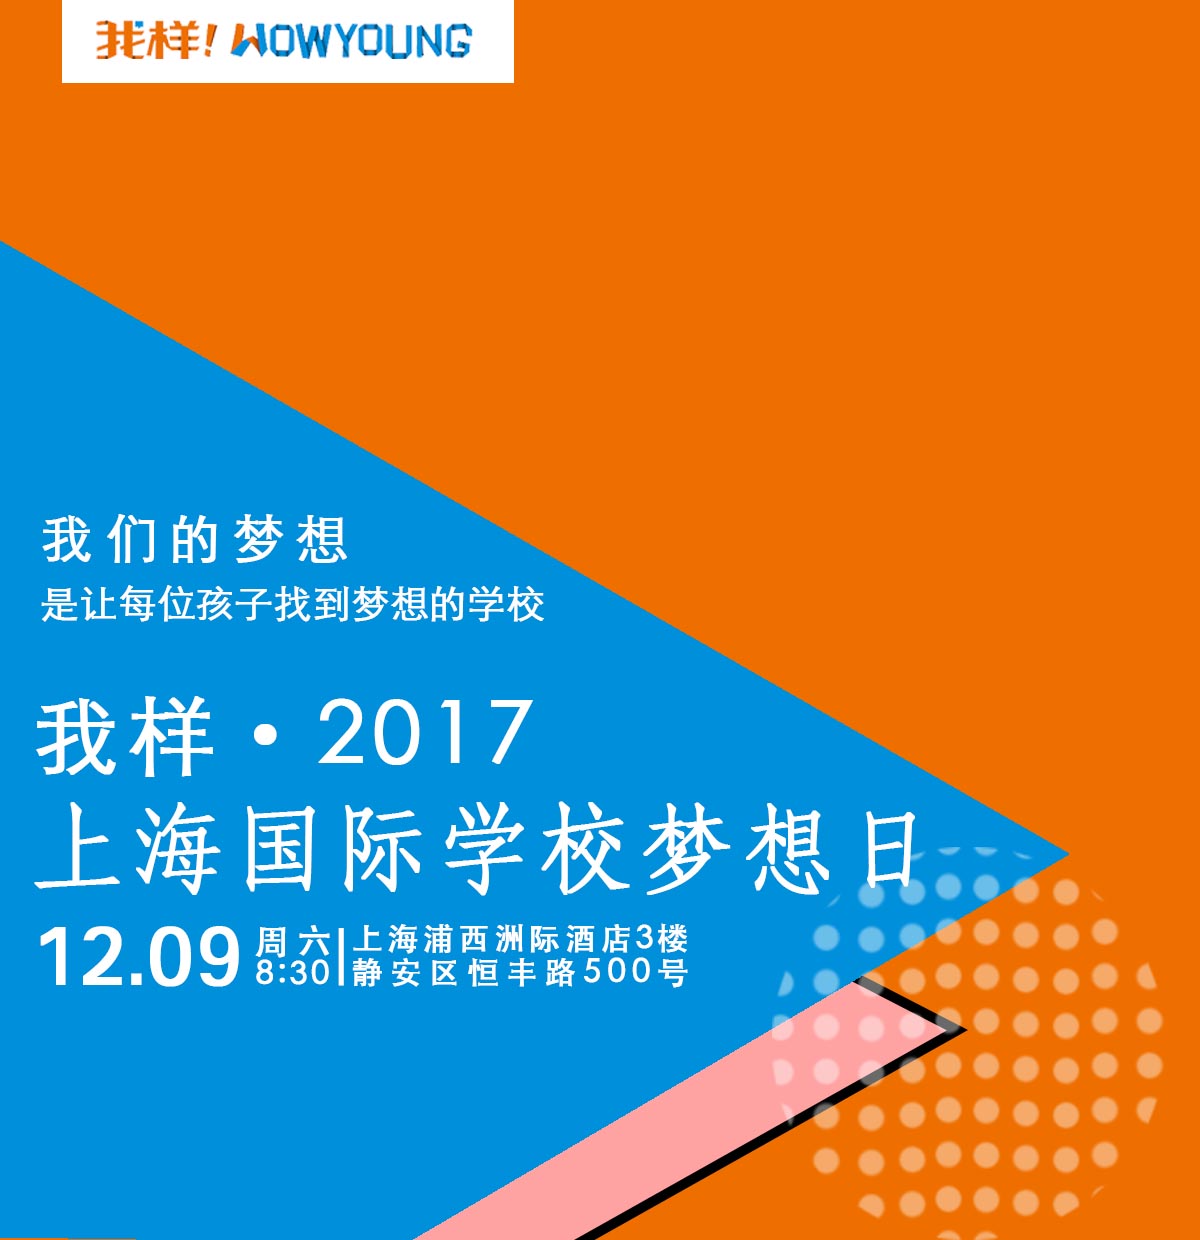 我样! WOWYOUNG
我们的梦想
是让每位孩子找到梦想的学校
我样·2017
上海国际学校梦想日
12.09 周六 8:30
上海浦西洲际酒店3楼
静安区恒丰路500号